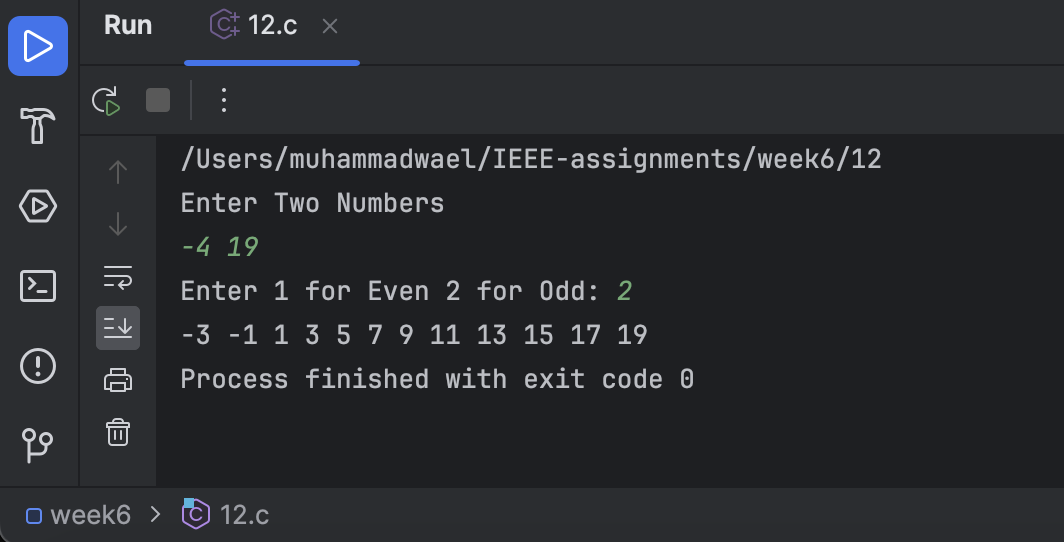 Run 12.c
/Users/muhammadwael/IEEE-assignments/week6/12
Enter Two Numbers
-4 19
Enter 1 for Even 2 for Odd: 2
-3 -1 1 3 5 7 9 11 13 15 17 19
Process finished with exit code 0
week6 > 12.c